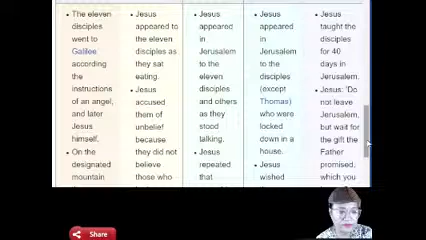 • The eleven
disciples
went to
Galilee
according
the
instructions
of an angel,
and later
Jesus
himself.
• On the
designated
mountain
• Jesus
appeared to
the eleven
disciples as
they sat
eating.
• Jesus
accused
them of
unbelief
because
they did not
believe
those who
• Jesus
appeared
in
Jerusalem
to the
eleven
disciples
and others
as they
stood
talking.
• Jesus
repeated
that
• Jesus
appeared
in
Jerusalem
to the
disciples
(except
Thomas)
who were
locked
down in a
house.
• Jesus
wished
• Jesus
taught the
disciples
for 40
days in
Jerusalem.
• Jesus: 'Do
not leave
Jerusalem,
but wait for
the gift the
Father
promised,
which you
Share